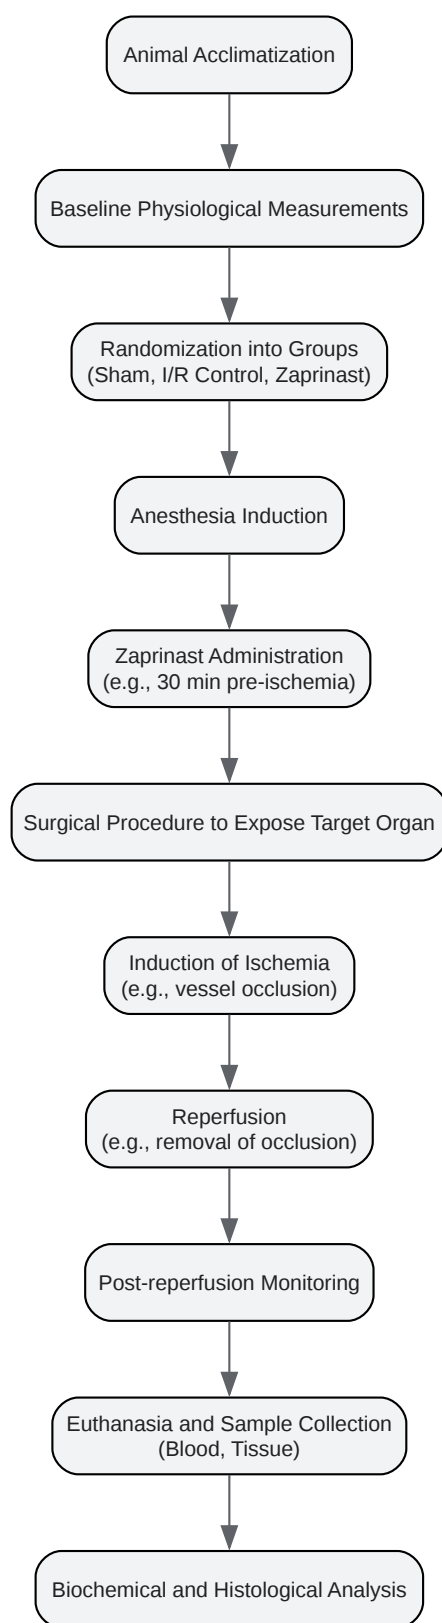 Animal Acclimatization
Baseline Physiological Measurements
Randomization into Groups
(Sham, I/R Control, Zaprinast)
Anesthesia Induction
Zaprinast Administration
(e.g., 30 min pre-ischemia)
Surgical Procedure to Expose Target Organ
Induction of Ischemia
(e.g., vessel occlusion)
Reperfusion
(e.g., removal of occlusion)
Post-reperfusion Monitoring
Euthanasia and Sample Collection
(Blood, Tissue)
Biochemical and Histological Analysis